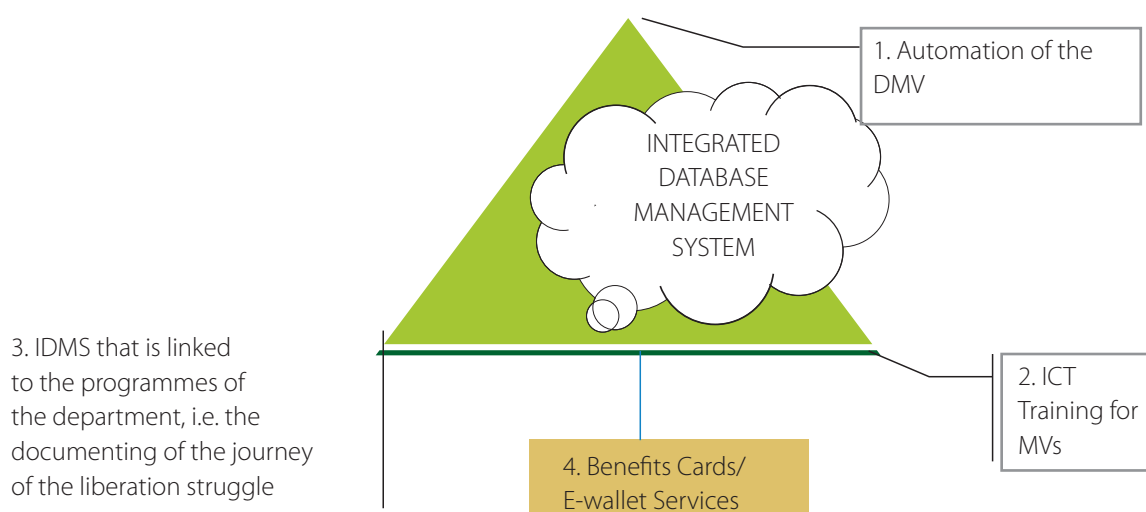 1. Automation of the
DMV
INTEGRATED
DATABASE
MANAGEMENT
SYSTEM
3. IDMS that is linked
to the programmes of
the department, i.e. the
documenting of the journey
of the liberation struggle
2. ICT
Training for
MVs
4. Benefits Cards/
E-wallet Services